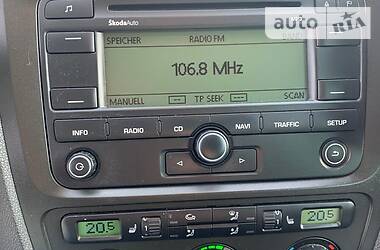 auto RIA
ŠkodaAuto
SPEICHER RADIO FM
106.8 MHz
MANUELL TP SEEK SCAN
INFO RADIO CD NAVI TRAFFIC SETUP
20.5 20.5